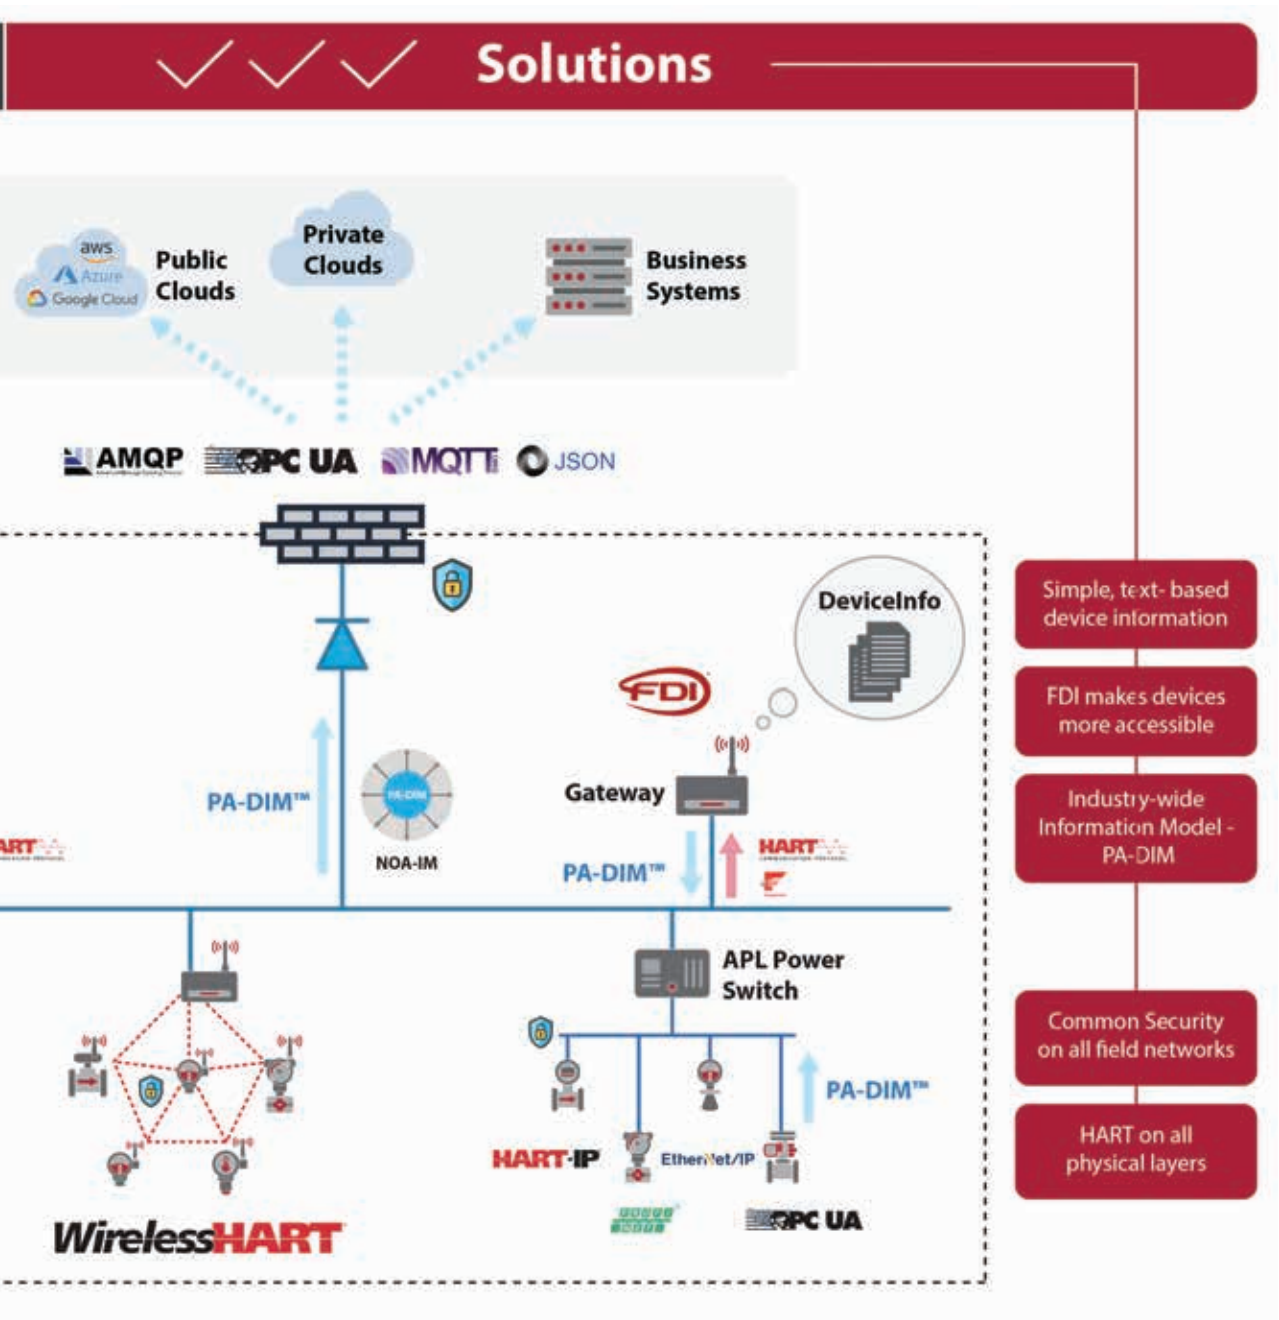 Solutions
Private
Clouds
aws
Azure
Google Cloud
Public
Clouds
Business
Systems
AMQP
OPC UA
MQTT
JSON
DeviceInfo
FDI
Gateway
PA-DIM™
PA-DIM
NOA-IM
PA-DIM™
HART
ART
APL Power
Switch
PA-DIM™
HART-IP
EtherNet/IP
OPC UA
WirelessHART
Simple, text- based
device information
FDI makes devices
more accessible
Industry-wide
Information Model -
PA-DIM
Common Security
on all field networks
HART on all
physical layers